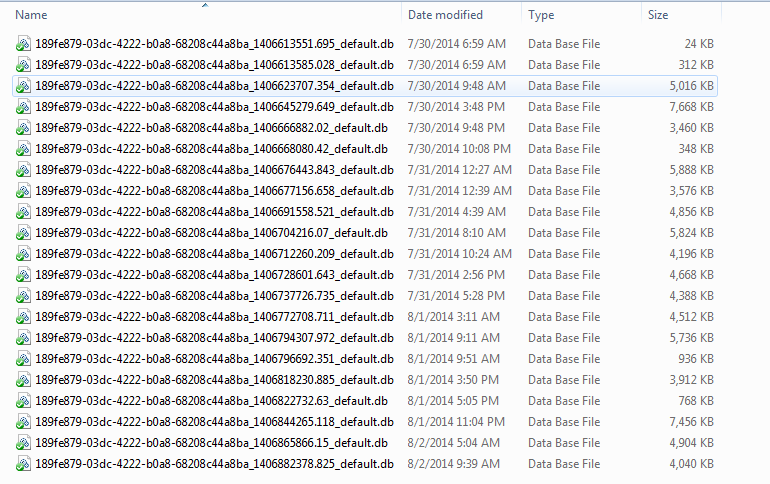 Name Date modified Type Size
189fe879-03dc-4222-b0a8-68208c44a8ba_1406613551.695_default.db 7/30/2014 6:59 AM Data Base File 24 KB
189fe879-03dc-4222-b0a8-68208c44a8ba_1406613585.028_default.db 7/30/2014 6:59 AM Data Base File 312 KB
189fe879-03dc-4222-b0a8-68208c44a8ba_1406623707.354_default.db 7/30/2014 9:48 AM Data Base File 5,016 KB
189fe879-03dc-4222-b0a8-68208c44a8ba_1406645279.649_default.db 7/30/2014 3:48 PM Data Base File 7,668 KB
189fe879-03dc-4222-b0a8-68208c44a8ba_1406666882.02_default.db 7/30/2014 9:48 PM Data Base File 3,460 KB
189fe879-03dc-4222-b0a8-68208c44a8ba_1406668080.42_default.db 7/30/2014 10:08 PM Data Base File 348 KB
189fe879-03dc-4222-b0a8-68208c44a8ba_1406676443.843_default.db 7/31/2014 12:27 AM Data Base File 5,888 KB
189fe879-03dc-4222-b0a8-68208c44a8ba_1406677156.658_default.db 7/31/2014 12:39 AM Data Base File 3,576 KB
189fe879-03dc-4222-b0a8-68208c44a8ba_1406691558.521_default.db 7/31/2014 4:39 AM Data Base File 4,856 KB
189fe879-03dc-4222-b0a8-68208c44a8ba_1406704216.07_default.db 7/31/2014 8:10 AM Data Base File 5,824 KB
189fe879-03dc-4222-b0a8-68208c44a8ba_1406712260.209_default.db 7/31/2014 10:24 AM Data Base File 4,196 KB
189fe879-03dc-4222-b0a8-68208c44a8ba_1406728601.643_default.db 7/31/2014 2:56 PM Data Base File 4,668 KB
189fe879-03dc-4222-b0a8-68208c44a8ba_1406737726.735_default.db 7/31/2014 5:28 PM Data Base File 4,388 KB
189fe879-03dc-4222-b0a8-68208c44a8ba_1406772708.711_default.db 8/1/2014 3:11 AM Data Base File 4,512 KB
189fe879-03dc-4222-b0a8-68208c44a8ba_1406794307.972_default.db 8/1/2014 9:11 AM Data Base File 5,736 KB
189fe879-03dc-4222-b0a8-68208c44a8ba_1406796692.351_default.db 8/1/2014 9:51 AM Data Base File 936 KB
189fe879-03dc-4222-b0a8-68208c44a8ba_1406818230.885_default.db 8/1/2014 3:50 PM Data Base File 3,912 KB
189fe879-03dc-4222-b0a8-68208c44a8ba_1406822732.63_default.db 8/1/2014 5:05 PM Data Base File 768 KB
189fe879-03dc-4222-b0a8-68208c44a8ba_1406844265.118_default.db 8/1/2014 11:04 PM Data Base File 7,456 KB
189fe879-03dc-4222-b0a8-68208c44a8ba_1406865866.15_default.db 8/2/2014 5:04 AM Data Base File 4,904 KB
189fe879-03dc-4222-b0a8-68208c44a8ba_1406882378.825_default.db 8/2/2014 9:39 AM Data Base File 4,040 KB